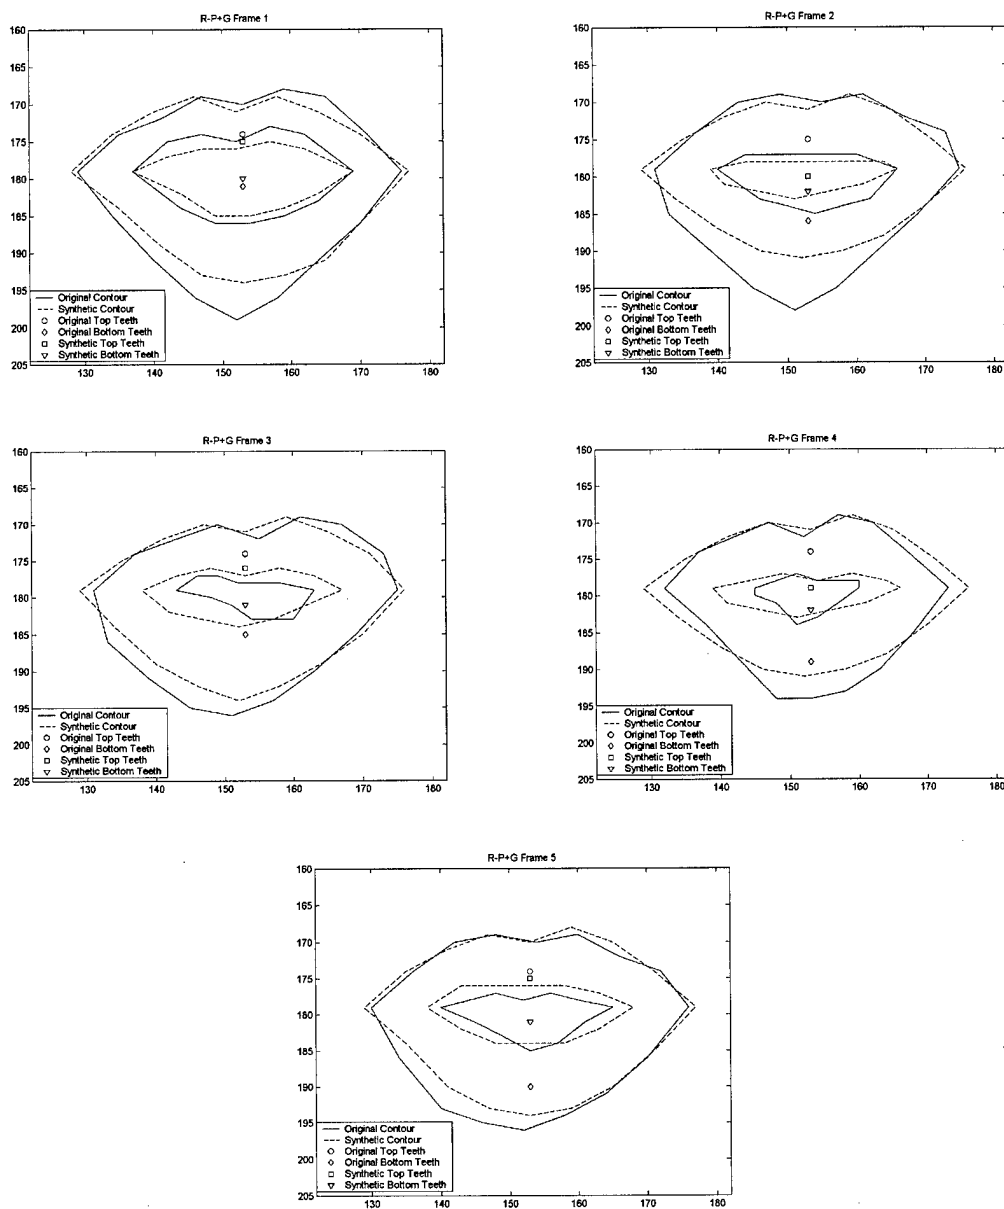 R-P+G Frame 1
160
165
170
175
180
185
190
195
200
205
130
140
150
160
170
180
Original Contour
Synthetic Contour
Original Top Teeth
Original Bottom Teeth
Synthetic Top Teeth
Synthetic Bottom Teeth
R-P+G Frame 2
160
165
170
175
180
185
190
195
200
205
130
140
150
160
170
180
Original Contour
Synthetic Contour
Original Top Teeth
Original Bottom Teeth
Synthetic Top Teeth
Synthetic Bottom Teeth
R-P+G Frame 3
160
165
170
175
180
185
190
195
200
205
130
140
150
160
170
180
Original Contour
Synthetic Contour
Original Top Teeth
Original Bottom Teeth
Synthetic Top Teeth
Synthetic Bottom Teeth
R-P+G Frame 4
160
165
170
175
180
185
190
195
200
205
130
140
150
160
170
180
Original Contour
Synthetic Contour
Original Top Teeth
Original Bottom Teeth
Synthetic Top Teeth
Synthetic Bottom Teeth
R-P+G Frame 5
160
165
170
175
180
185
190
195
200
205
130
140
150
160
170
180
Original Contour
Synthetic Contour
Original Top Teeth
Original Bottom Teeth
Synthetic Top Teeth
Synthetic Bottom Teeth